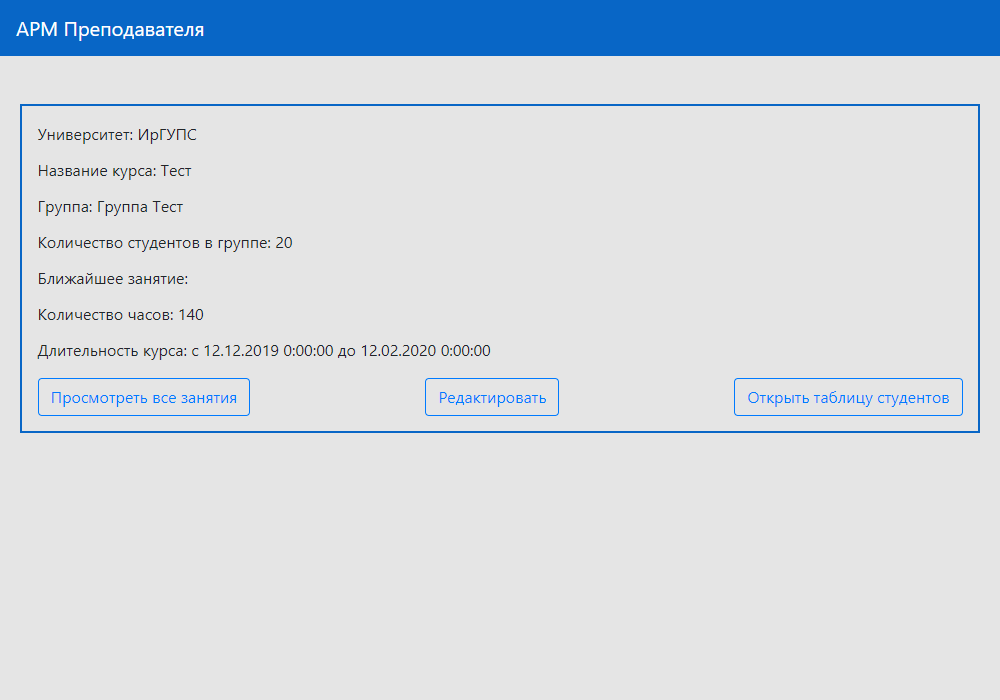 АРМ Преподавателя
Университет: ИрГУПС
Название курса: Тест
Группа: Группа Тест
Количество студентов в группе: 20
Ближайшее занятие:
Количество часов: 140
Длительность курса: с 12.12.2019 0:00:00 до 12.02.2020 0:00:00
Просмотреть все занятия
Редактировать
Открыть таблицу студентов